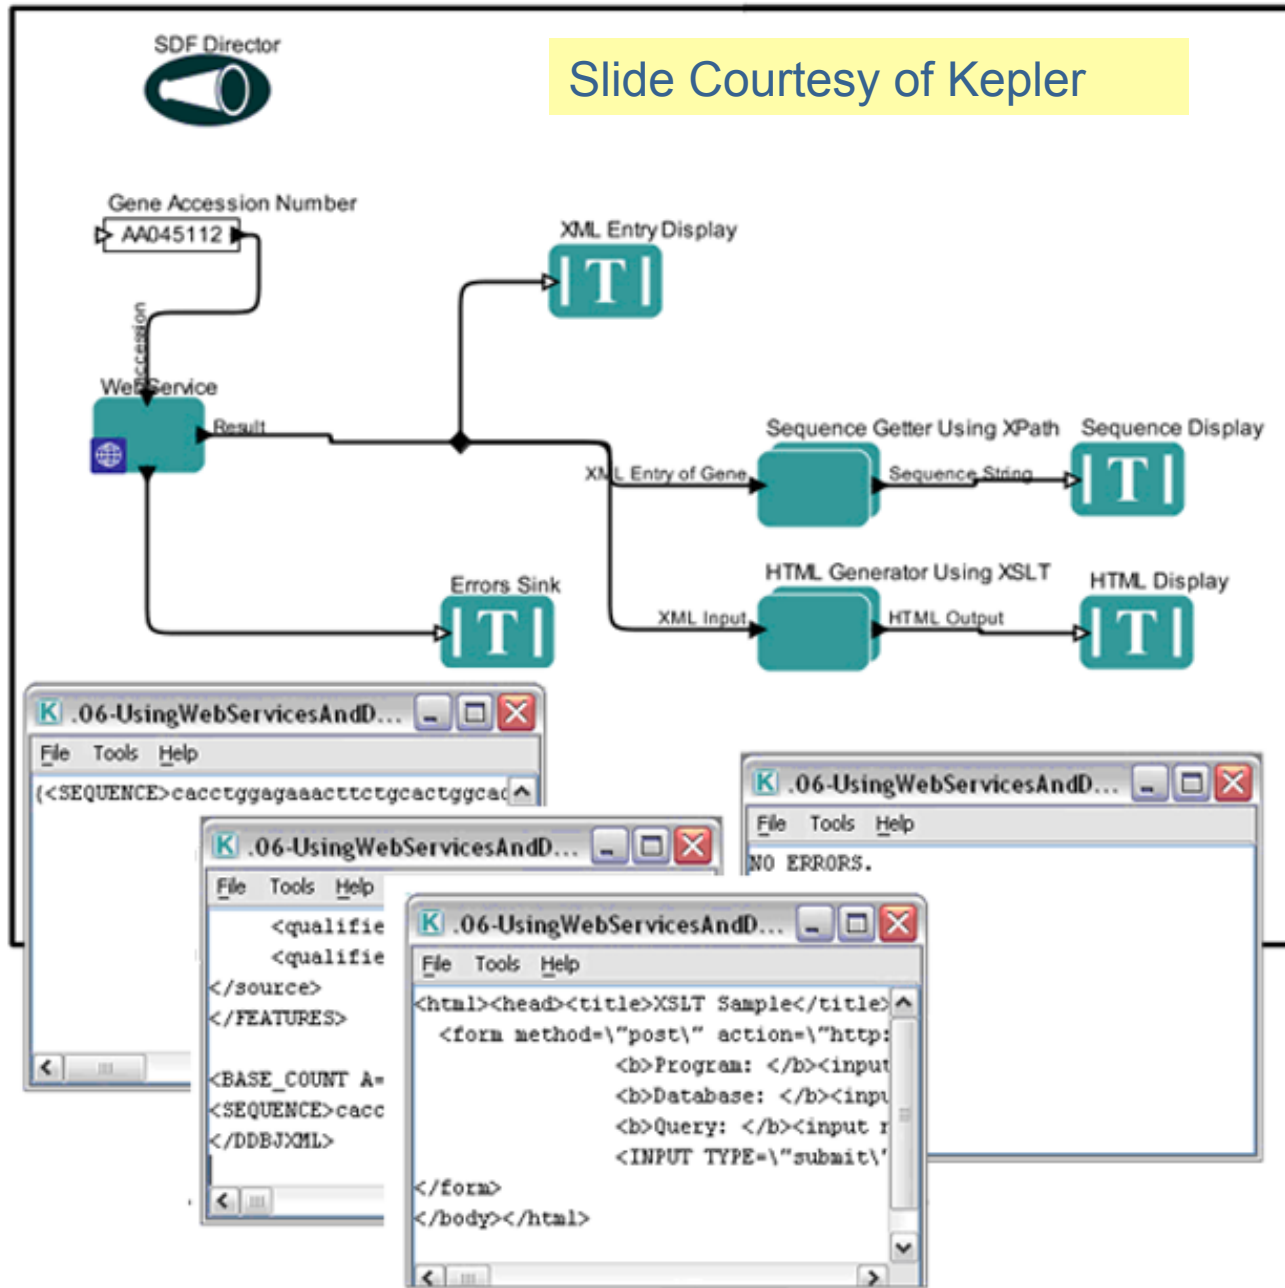 SDF Director
Slide Courtesy of Kepler
Gene Accession Number
AA045112
XML Entry Display
T
accession
WebService
Result
Sequence Getter Using XPath
Sequence Display
XML Entry of Gene
Sequence String
T
HTML Generator Using XSLT
HTML Display
XML Input
HTML Output
T
Errors Sink
T
K .06-UsingWebServicesAndD...
File Tools Help
(<SEQUENCE>cacctggagaaacttctgcactggcac
K .06-UsingWebServicesAndD...
File Tools Help
NO ERRORS.
K .06-UsingWebServicesAndD...
File Tools Help
<qualifie
<qualifie
</source>
</FEATURES>
<BASE_COUNT A=
<SEQUENCE>cacc
</DDBJXML>
K .06-UsingWebServicesAndD...
File Tools Help
<html><head><title>XSLT Sample</title>
<form method=\"post\" action=\"http:
<b>Program: </b><input
<b>Database: </b><inpu
<b>Query: </b><input
<INPUT TYPE=\"submit\"
</form>
</body></html>